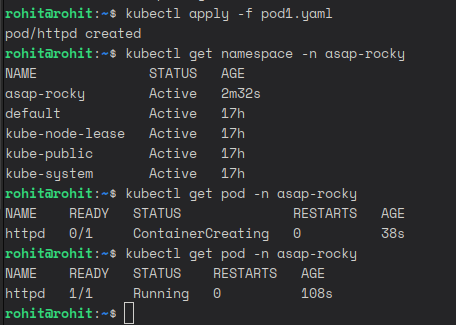 rohit@rohit:~$ kubectl apply -f pod1.yaml
pod/httpd created
rohit@rohit:~$ kubectl get namespace -n asap-rocky
NAME              STATUS   AGE
asap-rocky        Active   2m32s
default           Active   17h
kube-node-lease   Active   17h
kube-public       Active   17h
kube-system       Active   17h
rohit@rohit:~$ kubectl get pod -n asap-rocky
NAME    READY   STATUS              RESTARTS   AGE
httpd   0/1     ContainerCreating   0          38s
rohit@rohit:~$ kubectl get pod -n asap-rocky
NAME    READY   STATUS    RESTARTS   AGE
httpd   1/1     Running   0          108s
rohit@rohit:~$